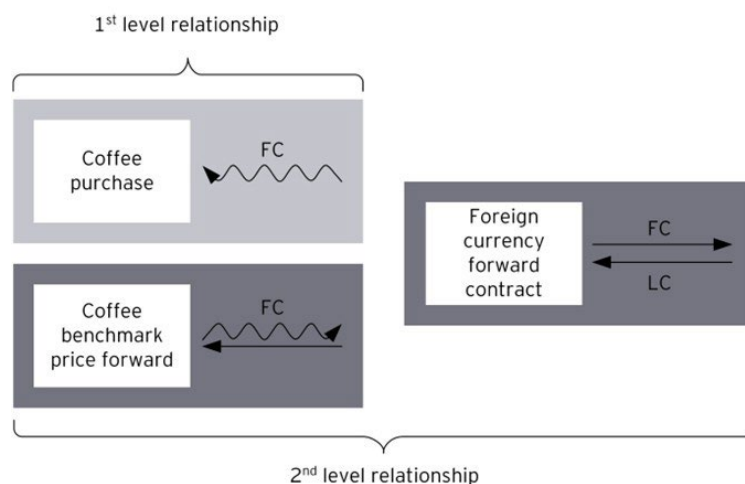 1st level relationship
Coffee
purchase
FC
Coffee
benchmark
price forward
FC
Foreign
currency
forward
contract
FC
LC
2nd level relationship